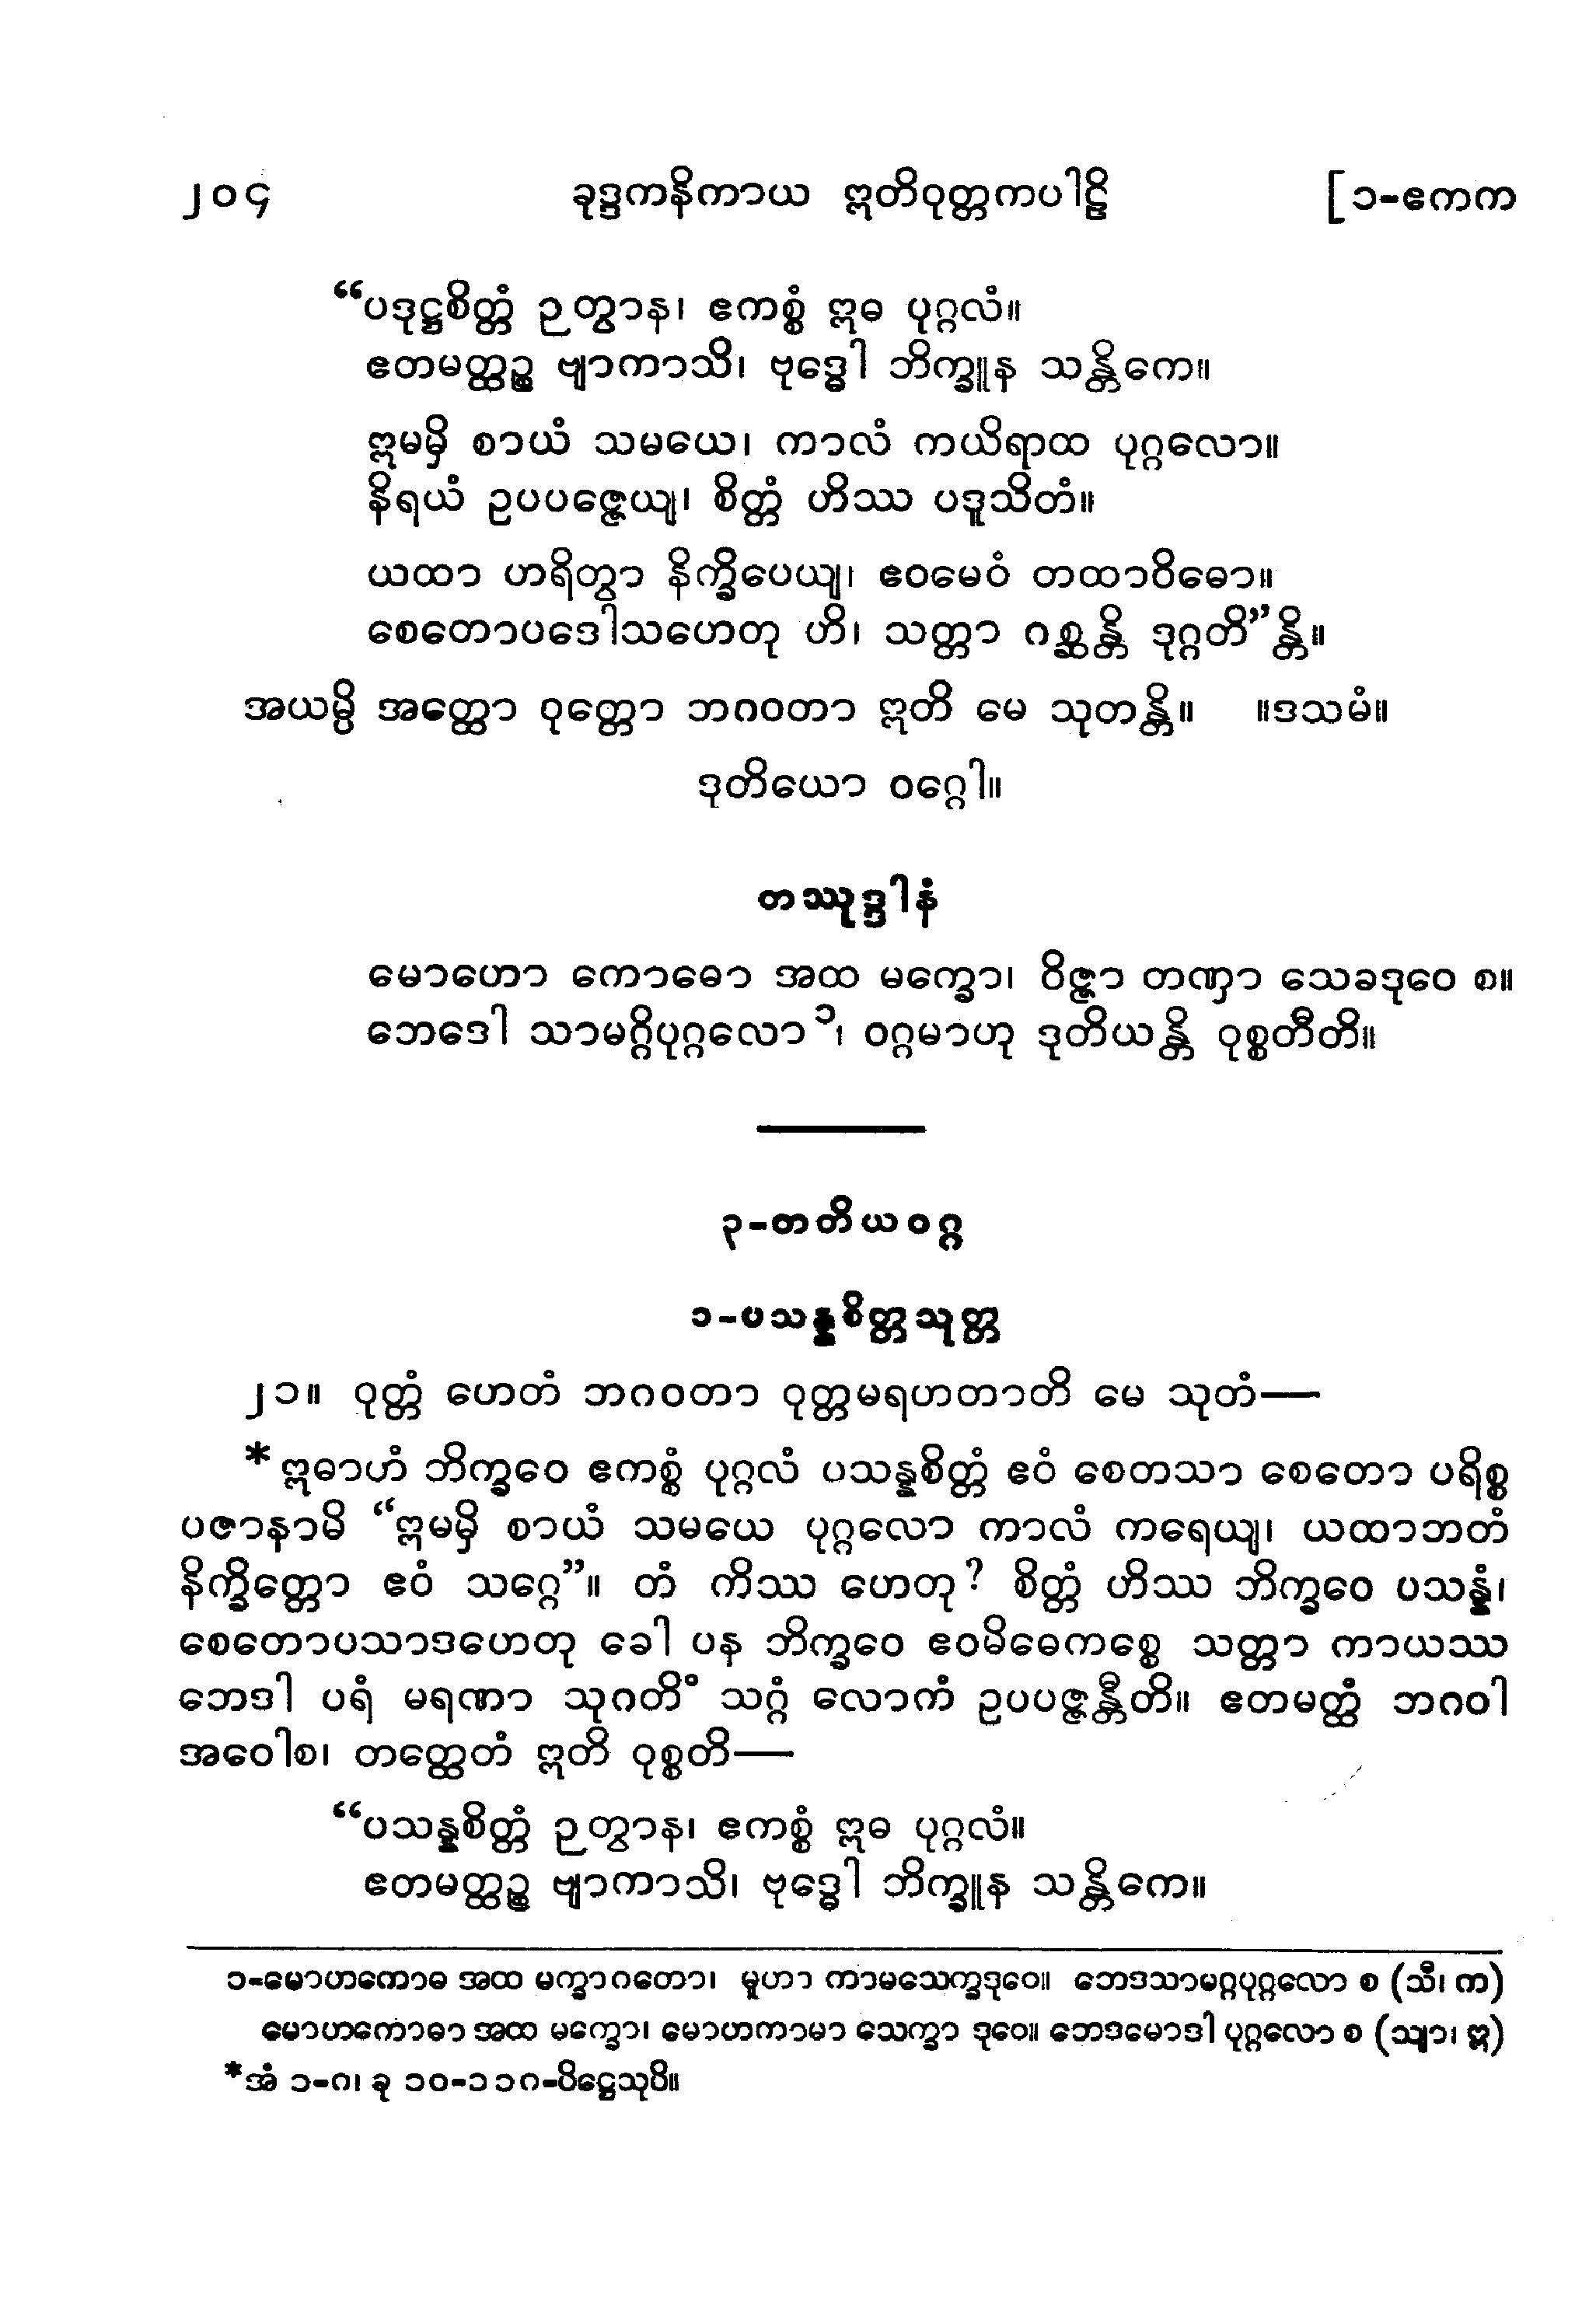 ၂၀၄ ခုဒ္ဒကနိကာယ ဣတိဝုတ္တကပါဠိ [၁-ဧကက
“ပဒုဋ္ဌစိတ္တံ ဉတွာန၊ ဧကစ္စံ ဣဓ ပုဂ္ဂလံ။
ဧတမတ္ထဉ္စ ဗျာကာသိ၊ ဗုဒ္ဓေါ ဘိက္ခူန သန္တိကေ။
ဣမမှိ စာယံ သမယေ၊ ကာလံ ကယိရာထ ပုဂ္ဂလော။
နိရယံ ဥပပဇ္ဇေယျ၊ စိတ္တံ ဟိဿ ပဒူသိတံ။
ယထာ ဟရိတွာ နိက္ခိပေယျ၊ ဧဝမေဝံ တထာဝိဓော။
စေတောပဒေါသဟေတု ဟိ၊ သတ္တာ ဂစ္ဆန္တိ ဒုဂ္ဂတိ”န္တိ။
အယမ္ပိ အတ္ထော ဝုတ္တော ဘဂဝတာ ဣတိ မေ သုတန္တိ။ ။ဒသမံ။
ဒုတိယော ဝဂ္ဂေါ။
တဿုဒ္ဒါနံ
မောဟော ကောဓော အထ မက္ခော၊ ဝိဇ္ဇာ တဏှာ သေခဒုဝေ စ။
ဘေဒေါ သာမဂ္ဂိပုဂ္ဂလော၁၊ ဝဂ္ဂမာဟု ဒုတိယန္တိ ဝုစ္စတီတိ။
၃-တတိယဝဂ္ဂ
၁-ပသန္နစိတ္တသုတ္တ
၂၁။ ဝုတ္တံ ဟေတံ ဘဂဝတာ ဝုတ္တမရဟတာတိ မေ သုတံ—
*ဣဓာဟံ ဘိက္ခဝေ ဧကစ္စံ ပုဂ္ဂလံ ပသန္နစိတ္တံ ဧဝံ စေတသာ စေတော ပရိစ္စ
ပဇာနာမိ “ဣမမှိ စာယံ သမယေ ပုဂ္ဂလော ကာလံ ကရေယျ၊ ယထာဘတံ
နိက္ခိတ္တော ဧဝံ သဂ္ဂေ”။ တံ ကိဿ ဟေတု? စိတ္တံ ဟိဿ ဘိက္ခဝေ ပသန္နံ၊
စေတောပသာဒဟေတု ခေါ ပန ဘိက္ခဝေ ဧဝမိဓေကစ္စေ သတ္တာ ကာယဿ
ဘေဒါ ပရံ မရဏာ သုဂတိံ သဂ္ဂံ လောကံ ဥပပဇ္ဇန္တီတိ။ ဧတမတ္ထံ ဘဂဝါ
အဝေါစ၊ တတ္ထေတံ ဣတိ ဝုစ္စတိ—
“ပသန္နစိတ္တံ ဉတွာန၊ ဧကစ္စံ ဣဓ ပုဂ္ဂလံ။
ဧတမတ္ထဉ္စ ဗျာကာသိ၊ ဗုဒ္ဓေါ ဘိက္ခူန သန္တိကေ။
၁-မောဟကောဓ အထ မက္ခာဂတော၊ မူဟာ ကာမသေက္ခဒုဝေ။ ဘေဒသာမဂ္ဂပုဂ္ဂလော စ (သီ၊ က)
မောဟကောဓာ အထ မက္ခော၊ မောဟကာမာ သေက္ခာ ဒုဝေ။ ဘေဒမောဒါ ပုဂ္ဂလော စ (သျာ၊ ဣ)
*အံ ၁-ဂ၊ ခု ၁၀-၁၁ဂ-ပိဋ္ဌေသုပိ။